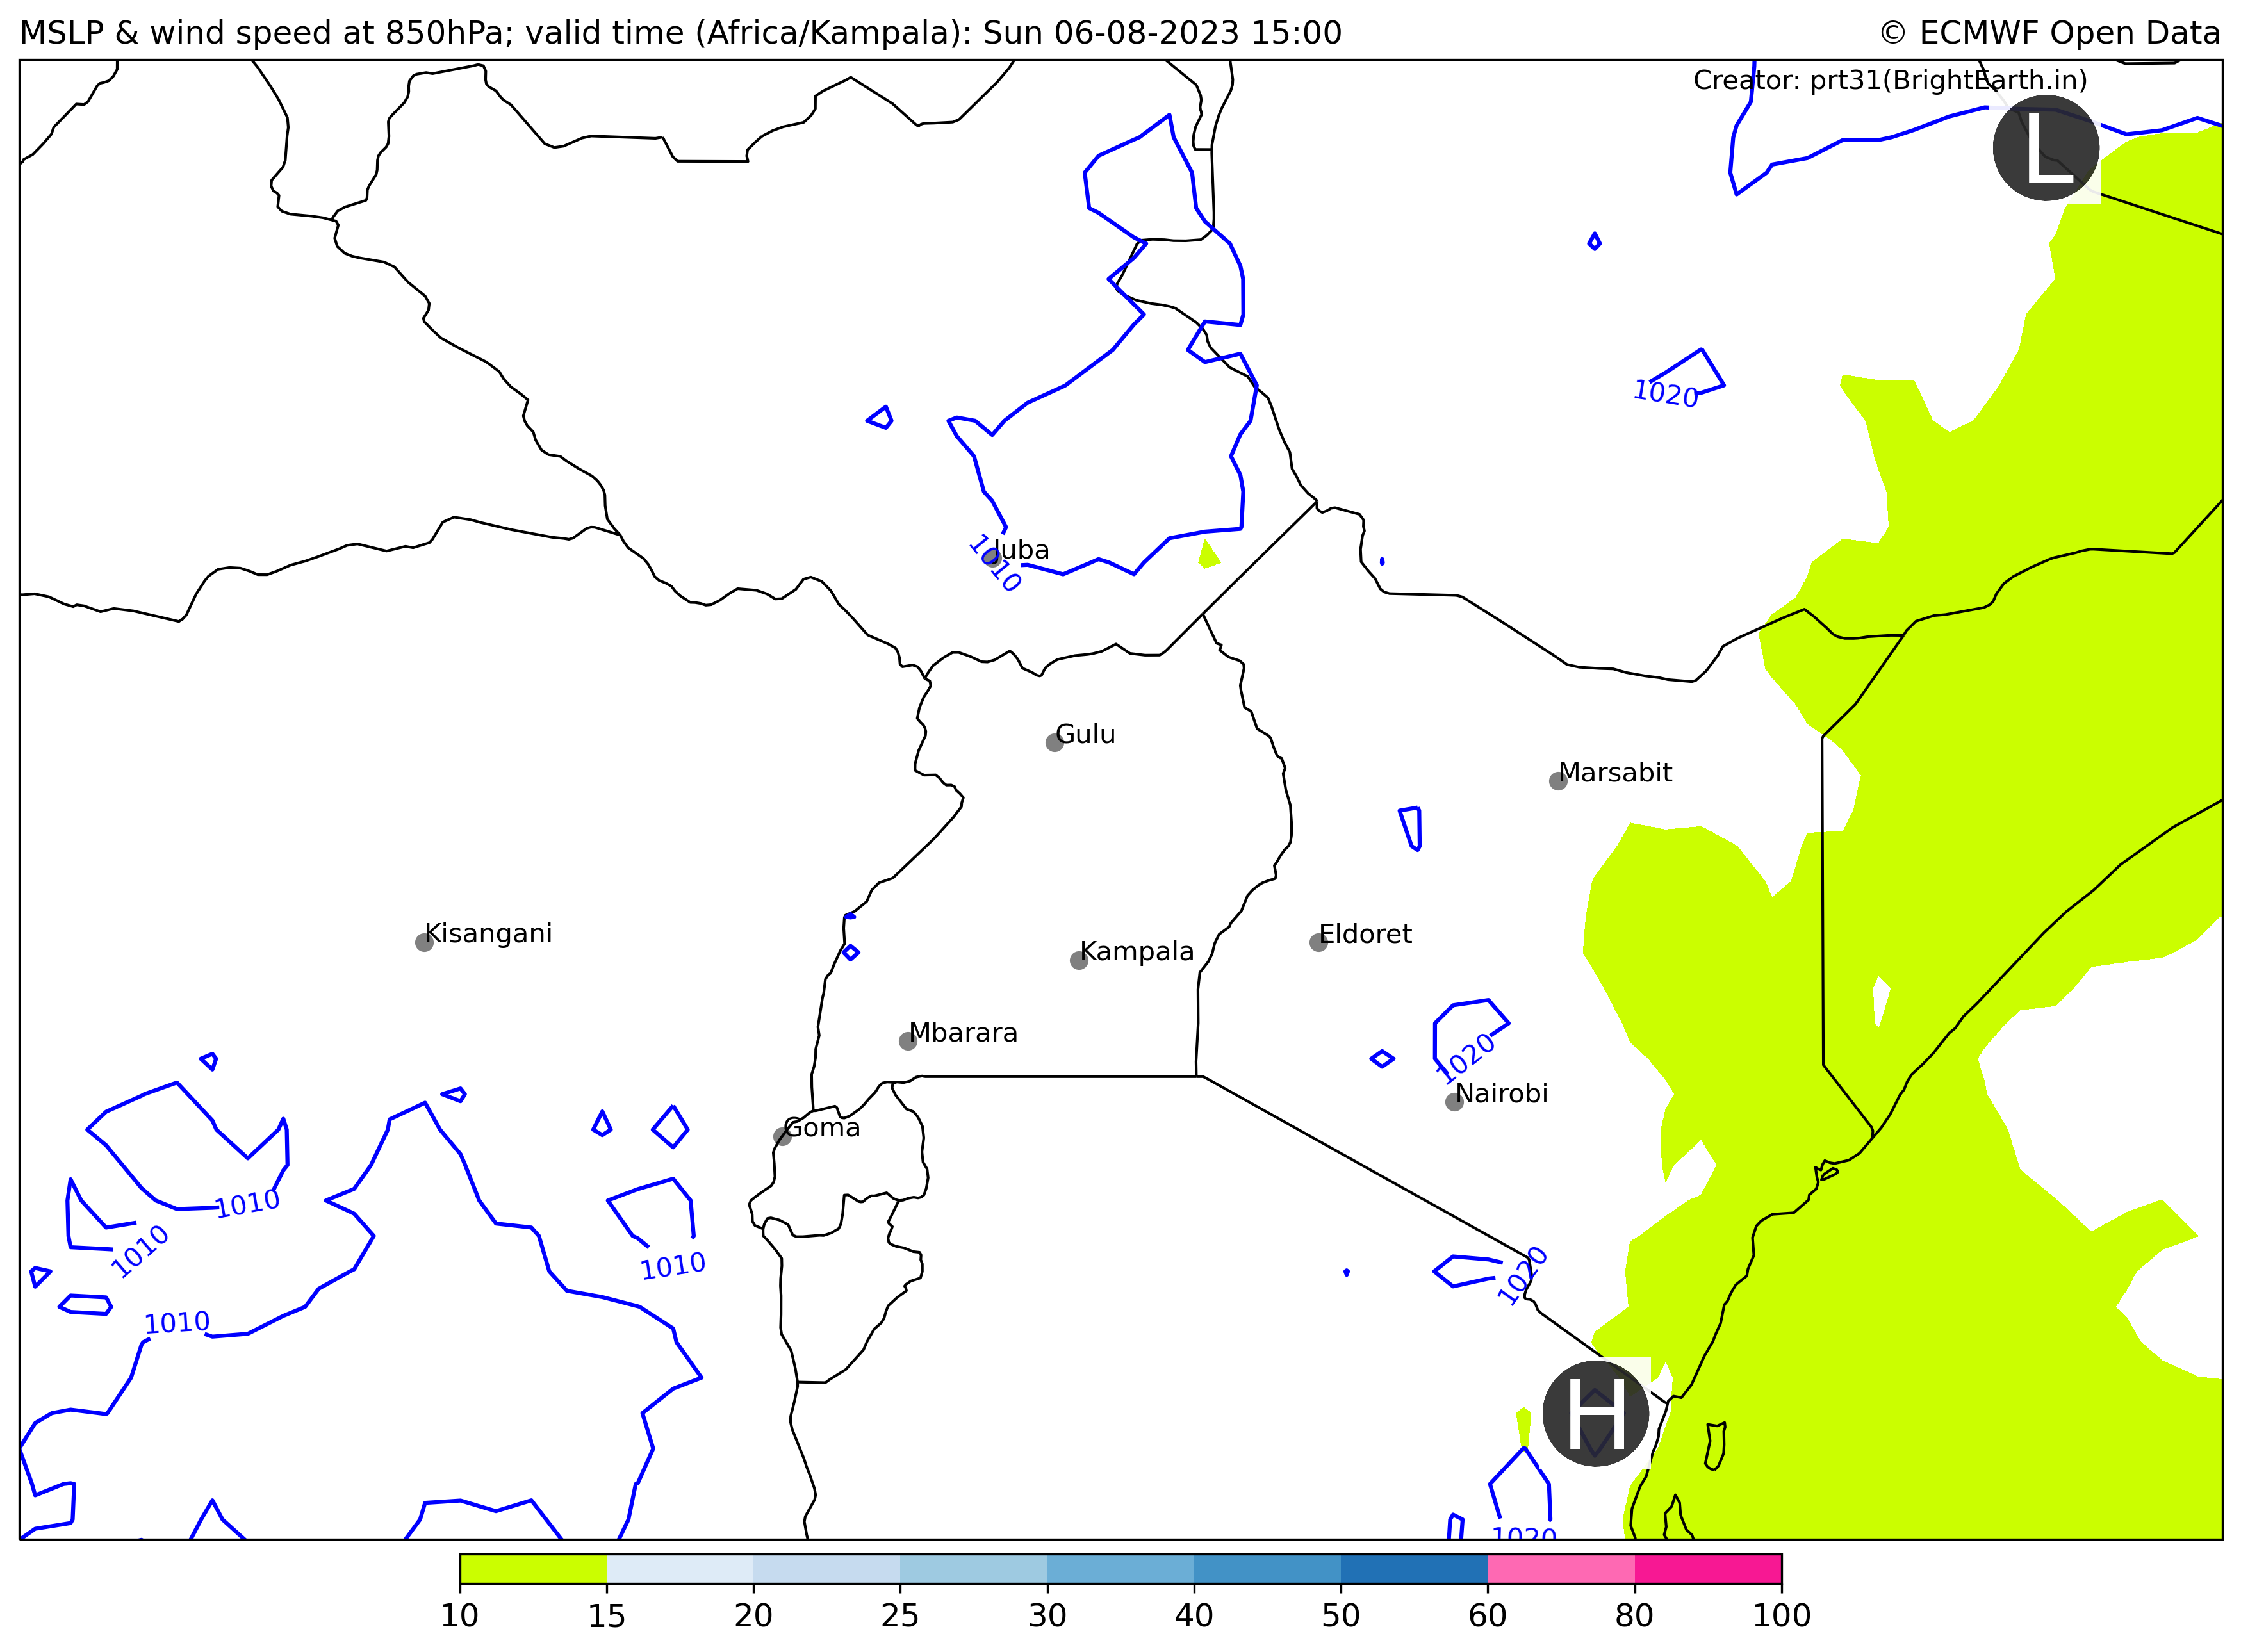 MSLP & wind speed at 850hPa; valid time (Africa/Kampala): Sun 06-08-2023 15:00
© ECMWF Open Data
Creator: prt31(BrightEarth.in)
L
1020
Juba
1010
Gulu
Marsabit
Kisangani
Eldoret
Kampala
Mbarara
1020
Nairobi
Goma
1010
1010
1010
1020
1010
H
1020
10 15 20 25 30 40 50 60 80 100